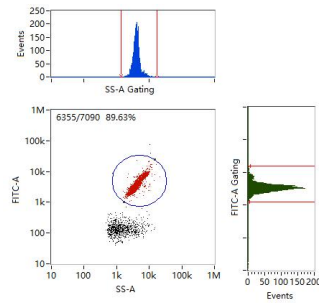 250
200
150
100
50
0
Events
SS-A Gating
1M
100k
10k
1k
100
10
FITC-A
6355/7090 89.63%
10
100
1k
10k
100k
1M
SS-A
FITC-A Gating
0 50 100 150 200
Events